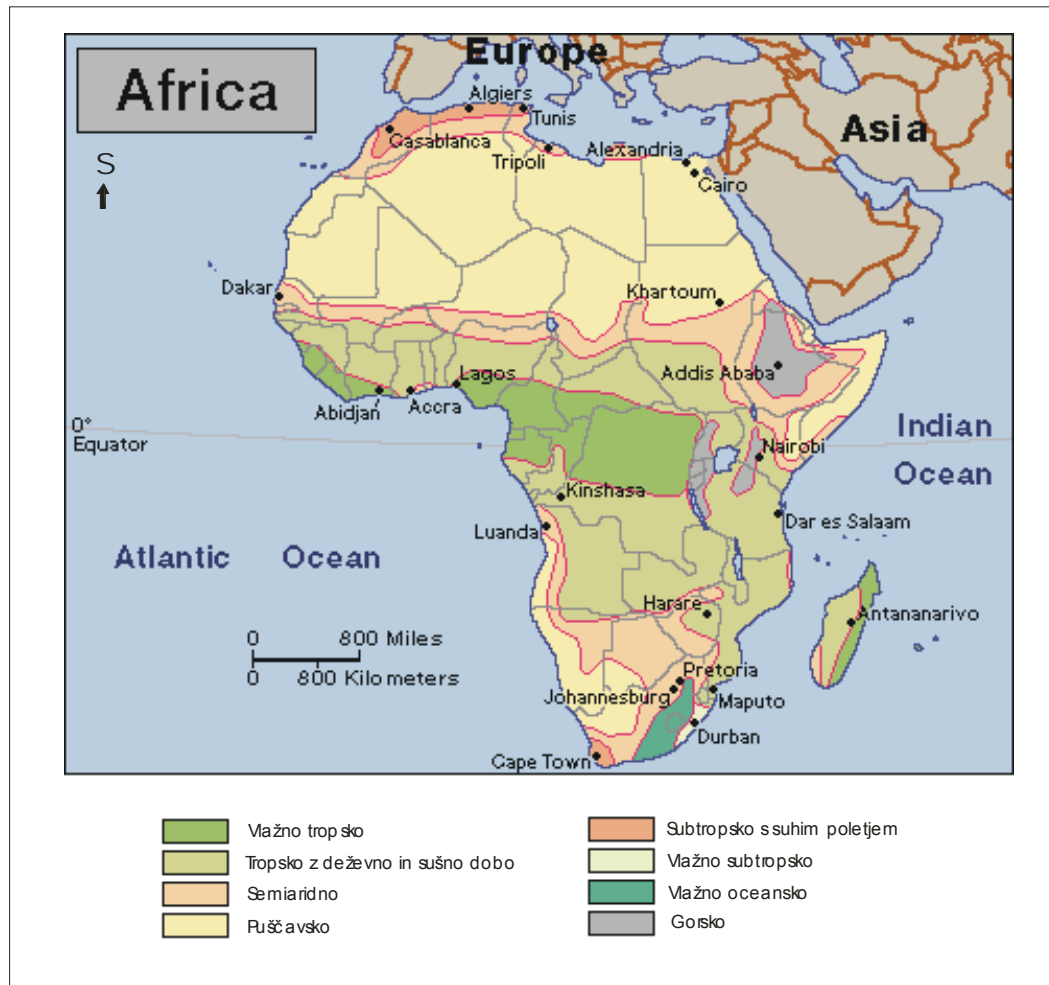 Europe
Africa
Algiers
Tunis
Asia
Casablanca
S
Tripoli
Alexandria
Cairo
Dakar
Khartoum
Addis Ababa
Lagos
Abidjan
Accra
0°
Equator
Indian
Ocean
Nairobi
Kinshasa
Dar es Salaam
Luanda
Atlantic Ocean
Harare
Antananarivo
0 800 Miles
0 800 Kilometers
Pretoria
Johannesburg
Maputo
Durban
Cape Town
Vlažno tropsko
Tropsko z deževno in sušno dobo
Semiaridno
Puščavsko
Subtropsko s suhim poletjem
Vlažno subtropsko
Vlažno oceansko
Gorsko